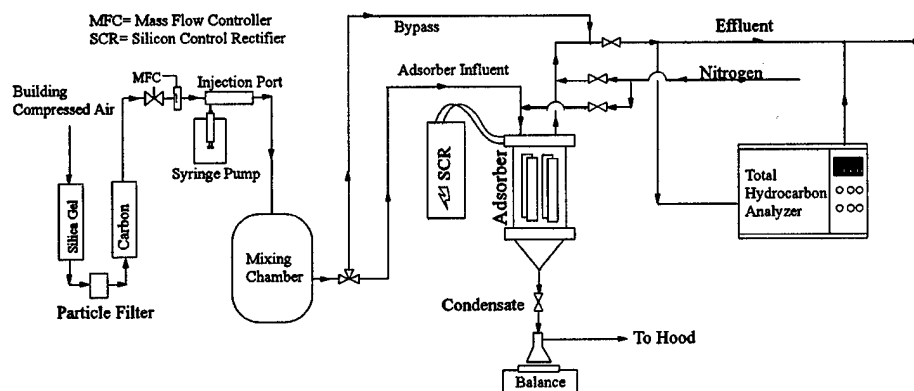 MFC= Mass Flow Controller
SCR= Silicon Control Rectifier
Bypass
Effluent
MFC
Injection Port
Adsorber Influent
Nitrogen
Building
Compressed Air
Syringe Pump
SCR
Adsorber
Total
Hydrocarbon
Analyzer
Silica Gel
Carbon
Mixing
Chamber
Particle Filter
Condensate
To Hood
Balance